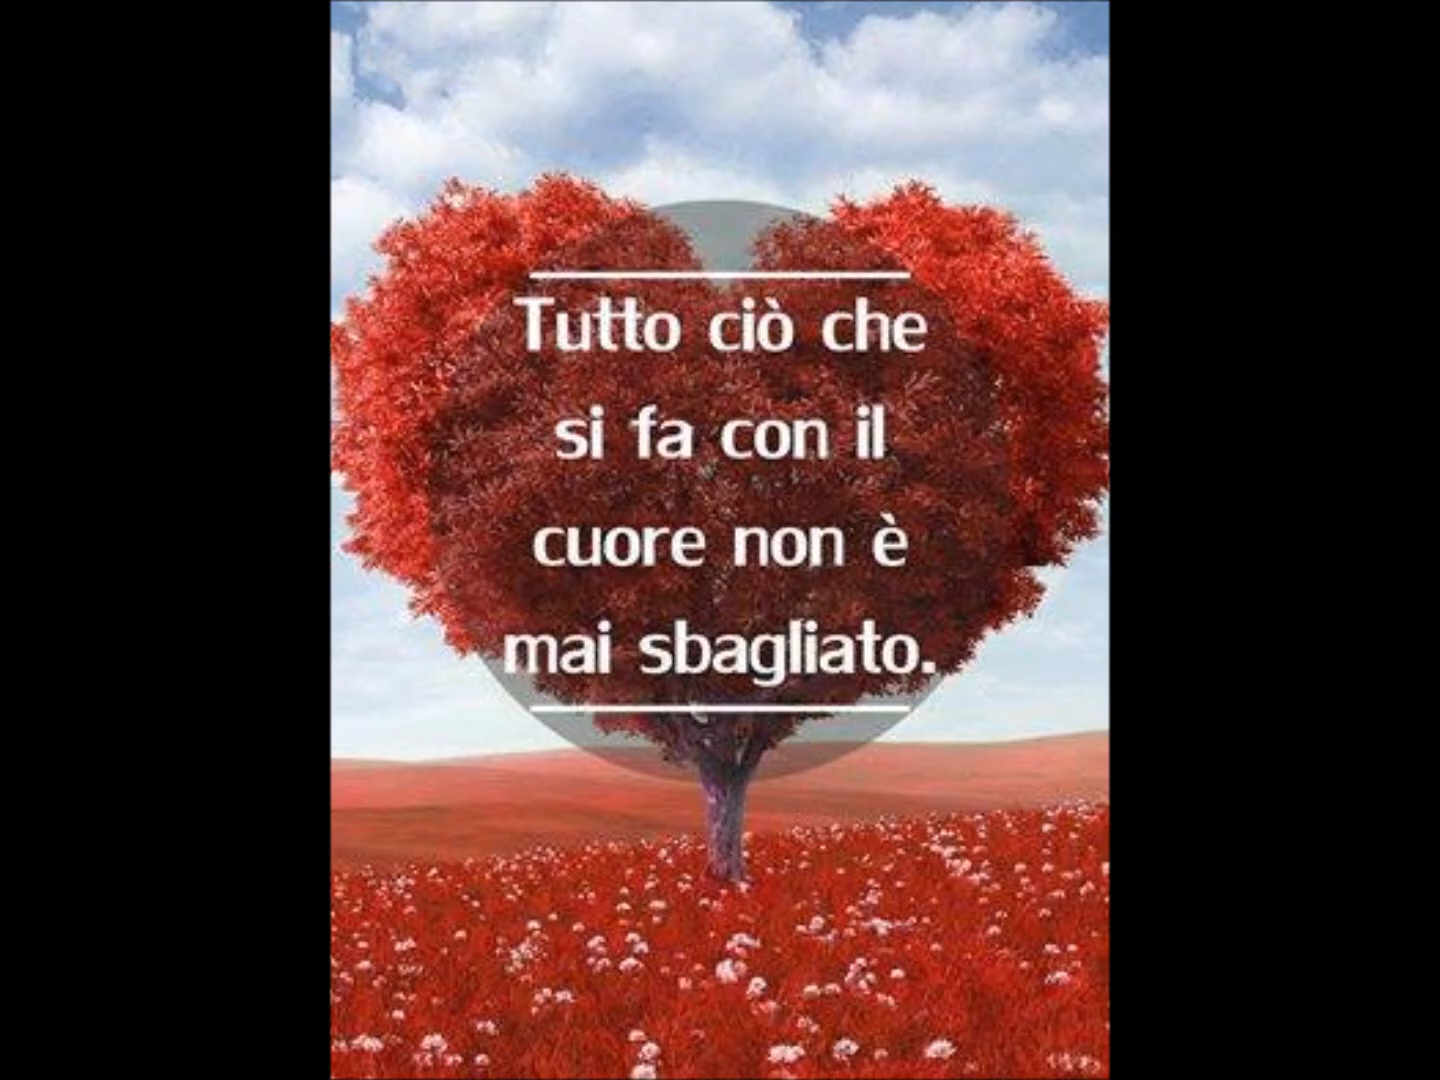 Tutto ciò che
si fa con il
cuore non è
mai sbagliato.